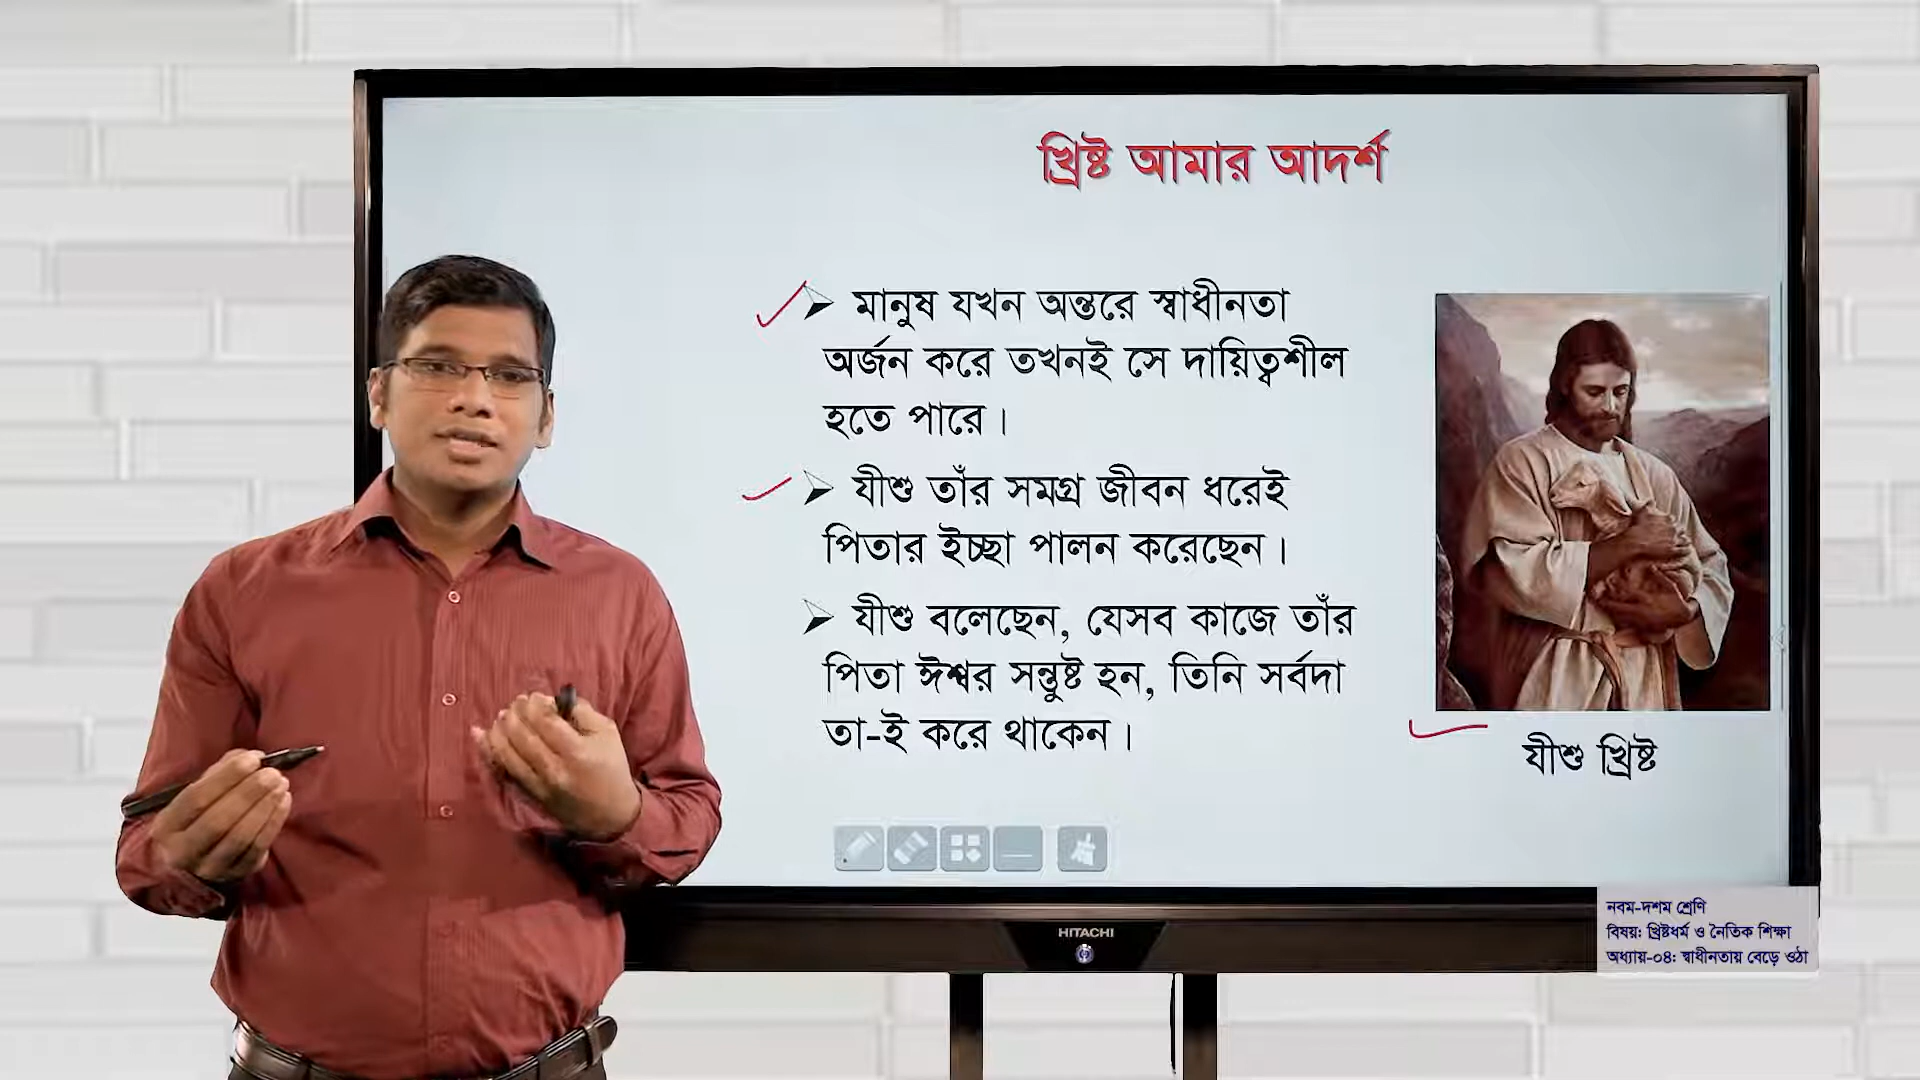 খ্রিষ্ট আমার আদর্শ
মানুষ যখন অন্তরে স্বাধীনতা
অর্জন করে তখনই সে দায়িত্বশীল
হতে পারে।
যীশু তাঁর সমগ্র জীবন ধরেই
পিতার ইচ্ছা পালন করেছেন।
যীশু বলেছেন, যেসব কাজে তাঁর
পিতা ঈশ্বর সন্তুষ্ট হন, তিনি সর্বদা
তা-ই করে থাকেন।
যীশু খ্রিষ্ট
HITACHI
নবম-দশম শ্রেণি
বিষয়: খ্রিষ্টধর্ম ও নৈতিক শিক্ষা
অধ্যায়-০৪: স্বাধীনতায় বেড়ে ওঠা